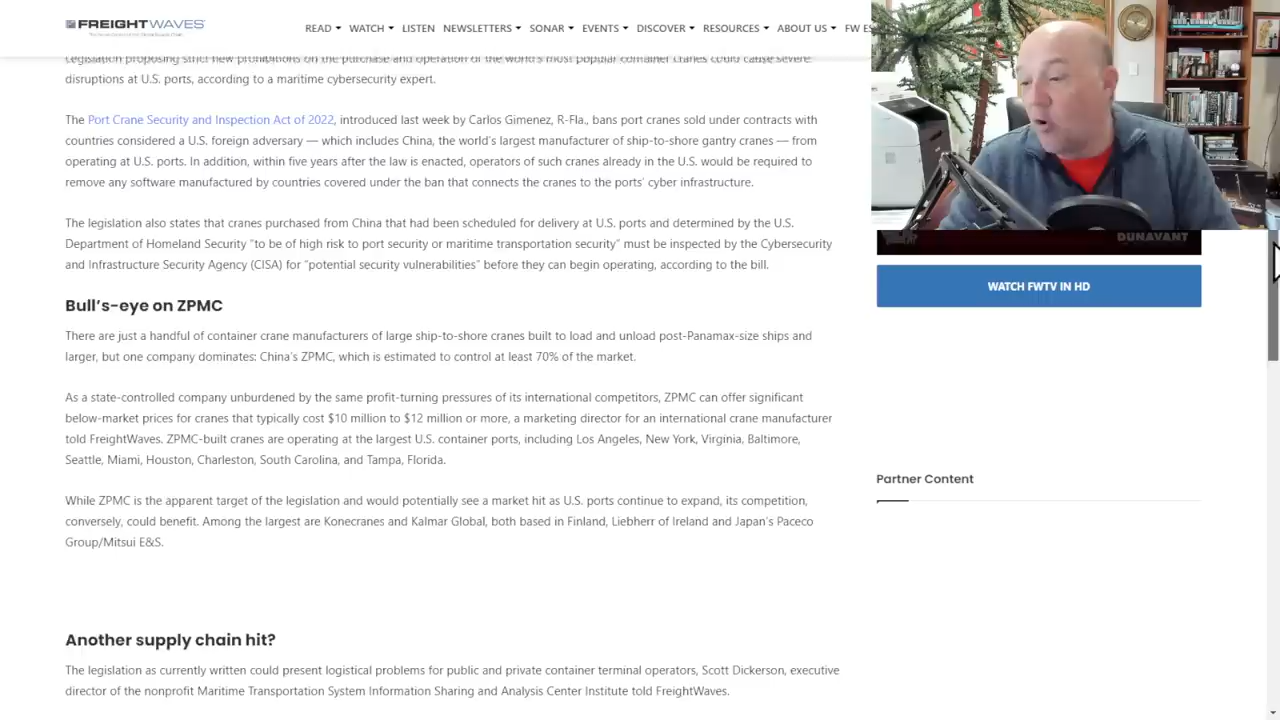 FREIGHTWAVES
READ WATCH LISTEN NEWSLETTERS SONAR EVENTS DISCOVER RESOURCES ABOUT US FW
Legislation proposing strict new prohibitions on the purchase and operation of the world's most popular container cranes could cause severe
disruptions at U.S. ports, according to a maritime cybersecurity expert.
The Port Crane Security and Inspection Act of 2022, introduced last week by Carlos Gimenez, R-Fla., bans port cranes sold under contracts with
countries considered a U.S. foreign adversary — which includes China, the world's largest manufacturer of ship-to-shore gantry cranes — from
operating at U.S. ports. In addition, within five years after the law is enacted, operators of such cranes already in the U.S. would be required to
remove any software manufactured by countries covered under the ban that connects the cranes to the ports' cyber infrastructure.
The legislation also states that cranes purchased from China that had been scheduled for delivery at U.S. ports and determined by the U.S.
Department of Homeland Security "to be of high risk to port security or maritime transportation security" must be inspected by the Cybersecurity
and Infrastructure Security Agency (CISA) for "potential security vulnerabilities" before they can begin operating, according to the bill.
DUNAVANT
WATCH FWTV IN HD
Bull's-eye on ZPMC
There are just a handful of container crane manufacturers of large ship-to-shore cranes built to load and unload post-Panamax-size ships and
larger, but one company dominates: China's ZPMC, which is estimated to control at least 70% of the market.
As a state-controlled company unburdened by the same profit-turning pressures of its international competitors, ZPMC can offer significant
below-market prices for cranes that typically cost $10 million to $12 million or more, a marketing director for an international crane manufacturer
told FreightWaves. ZPMC-built cranes are operating at the largest U.S. container ports, including Los Angeles, New York, Virginia, Baltimore,
Seattle, Miami, Houston, Charleston, South Carolina, and Tampa, Florida.
Partner Content
While ZPMC is the apparent target of the legislation and would potentially see a market hit as U.S. ports continue to expand, its competition,
conversely, could benefit. Among the largest are Konecranes and Kalmar Global, both based in Finland, Liebherr of Ireland and Japan's Paceco
Group/Mitsui E&S.
Another supply chain hit?
The legislation as currently written could present logistical problems for public and private container terminal operators, Scott Dickerson, executive
director of the nonprofit Maritime Transportation System Information Sharing and Analysis Center Institute told FreightWaves.